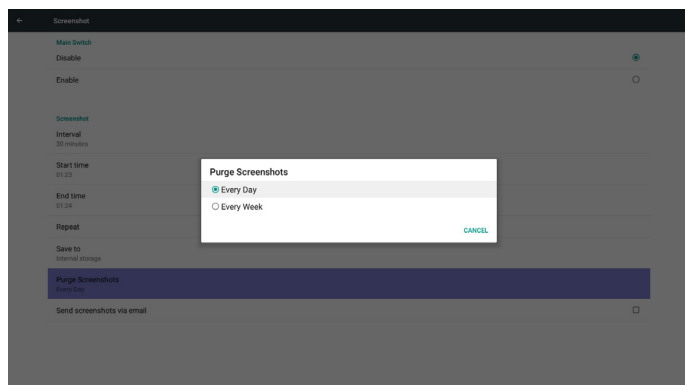 Screenshot
Main Switch
Disable
Enable
Screenshot
Interval
30 minutes
Start time
01:23
End time
01:24
Repeat
Save to
Internal storage
Purge Screenshots
Every Day
Send screenshots via email
Purge Screenshots
Every Day
Every Week
CANCEL